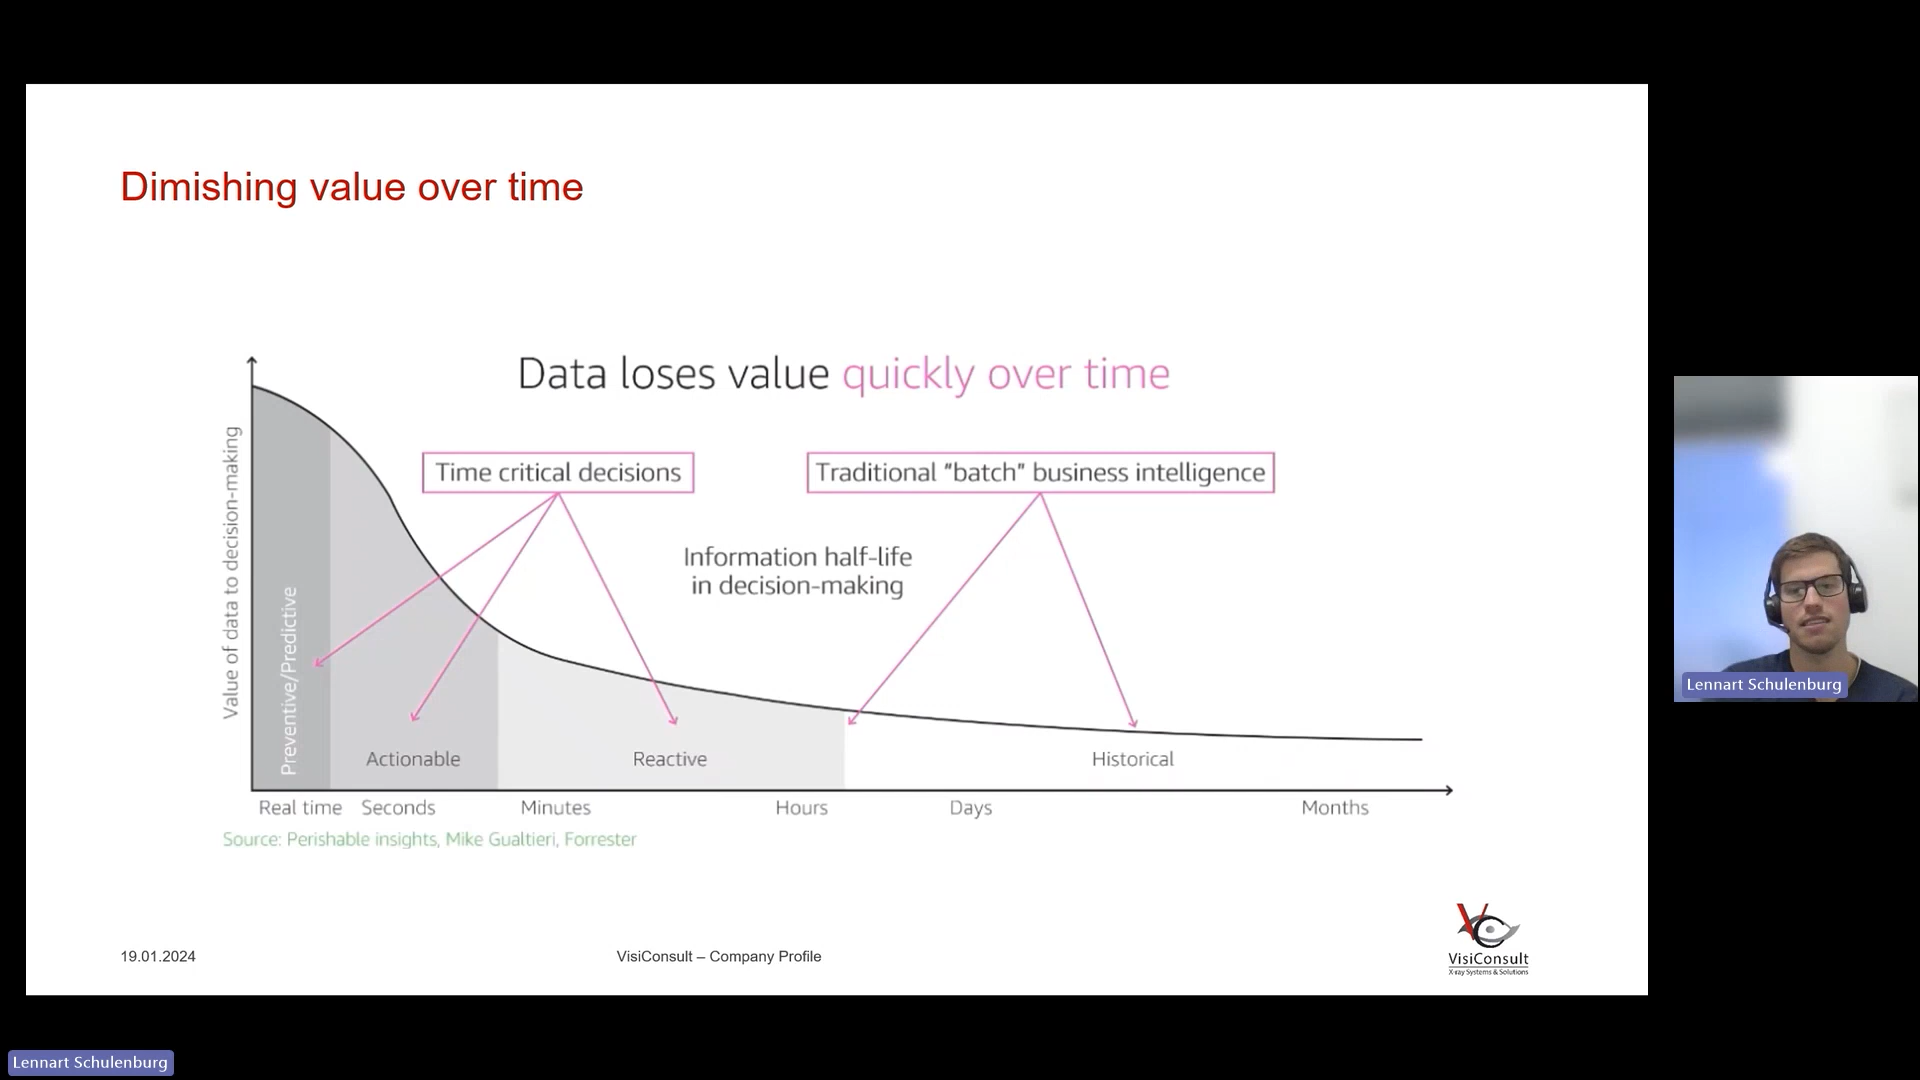 Dimishing value over time
Data loses value quickly over time
Value of data to decision-making
Time critical decisions
Traditional “batch” business intelligence
Information half-life
in decision-making
Preventive/Predictive
Actionable
Reactive
Historical
Real time
Seconds
Minutes
Hours
Days
Months
Source: Perishable insights, Mike Gualtieri, Forrester
19.01.2024
VisiConsult – Company Profile
VisiConsult
X-ray Systems & Solutions
Lennart Schulenburg
Lennart Schulenburg